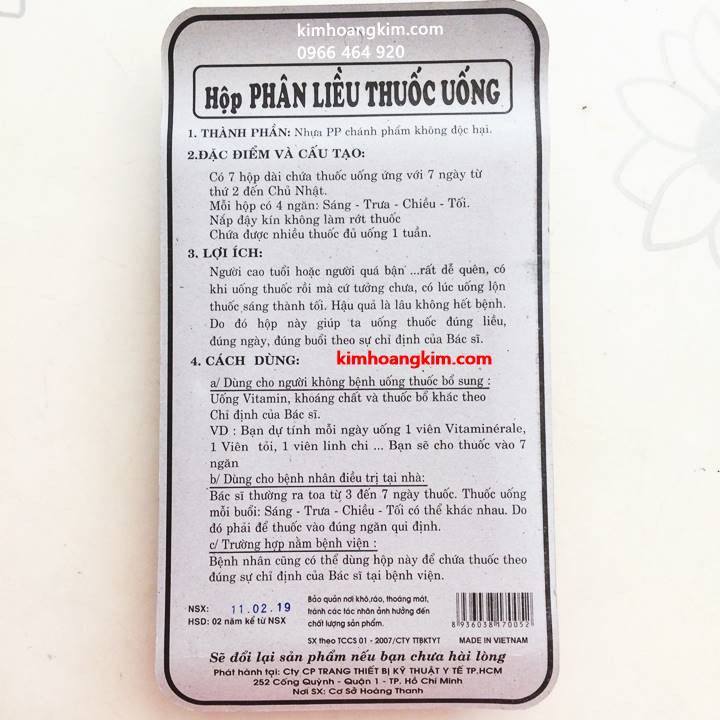 kimhoangkim.com
0966 464 920
Hộp PHÂN LIỀU THUỐC UỐNG
1. THÀNH PHẦN: Nhựa PP chánh phẩm không độc hại.
2.ĐẶC ĐIỂM VÀ CẤU TẠO:
Có 7 hộp dài chứa thuốc uống ứng với 7 ngày từ
thứ 2 đến Chủ Nhật.
Mỗi hộp có 4 ngăn: Sáng - Trưa - Chiều - Tối.
Nắp đậy kín không làm rớt thuốc
Chứa được nhiều thuốc đủ uống 1 tuần.
3. LỢI ÍCH:
Người cao tuổi hoặc người quá bận ...rất dễ quên, có
khi uống thuốc rồi mà cứ tưởng chưa, có lúc uống lộn
thuốc sáng thành tối. Hậu quả là lâu không hết bệnh.
Do đó hộp này giúp ta uống thuốc đúng liều,
đúng ngày, đúng buổi theo sự chỉ định của Bác sĩ.
4. CÁCH DÙNG: kimhoangkim.com
a/ Dùng cho người không bệnh uống thuốc bổ sung :
Uống Vitamin, khoáng chất và thuốc bổ khác theo
Chỉ định của Bác sĩ.
VD : Bạn dự tính mỗi ngày uống 1 viên Vitaminérale,
1 Viên tỏi, 1 viên linh chi ... Bạn sẽ cho thuốc vào 7
ngăn
b/ Dùng cho bệnh nhân điều trị tại nhà:
Bác sĩ thường ra toa từ 3 đến 7 ngày thuốc. Thuốc uống
mỗi buổi: Sáng - Trưa - Chiều - Tối có thể khác nhau. Do
đó phải để thuốc vào đúng ngăn qui định.
c/ Trường hợp nằm bệnh viện :
Bệnh nhân cũng có thể dùng hộp này để chứa thuốc theo
đúng sự chỉ định của Bác sĩ tại bệnh viện.
NSX: 11.02.19
HSD: 02 năm kể từ NSX
Bảo quản nơi khô,ráo, thoáng mát,
tránh các tác nhân ảnh hưởng đến
chất lượng sản phẩm.
8 936038 170052
SX theo TCCS 01 - 2007/CTY TTBKTYT
MADE IN VIETNAM
Sẽ đổi lại sản phẩm nếu bạn chưa hài lòng
Phát hành tại: Cty CP TRANG THIẾT BỊ KỸ THUẬT Y TẾ TP.HCM
252 Cống Quỳnh - Quận 1 - TP. Hồ Chí Minh
Nơi SX: Cơ Sở Hoàng Thanh